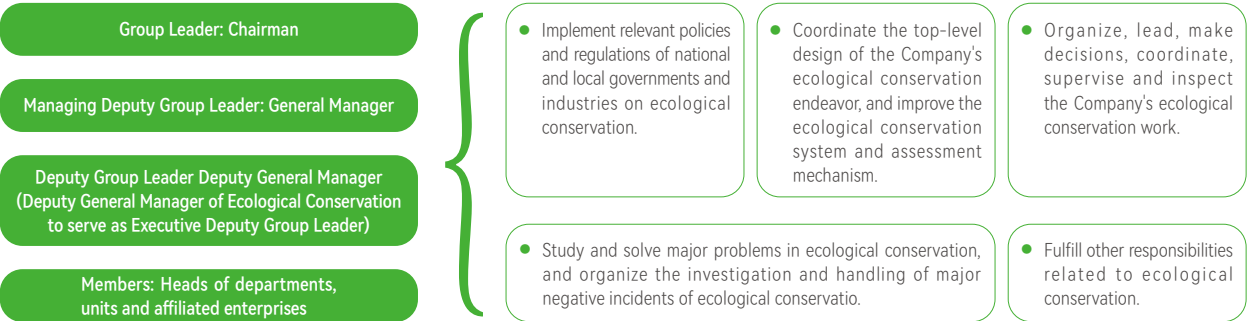 Group Leader: Chairman
Managing Deputy Group Leader: General Manager
Deputy Group Leader Deputy General Manager
(Deputy General Manager of Ecological Conservation
to serve as Executive Deputy Group Leader)
Members: Heads of departments,
units and affiliated enterprises
● Implement relevant policies
and regulations of national
and local governments and
industries on ecological
conservation.
● Coordinate the top-level
design of the Company's
ecological conservation
endeavor, and improve the
ecological conservation
system and assessment
mechanism.
● Organize, lead, make
decisions, coordinate,
supervise and inspect
the Company's ecological
conservation work.
● Study and solve major problems in ecological conservation,
and organize the investigation and handling of major
negative incidents of ecological conservatio.
● Fulfill other responsibilities
related to ecological
conservation.